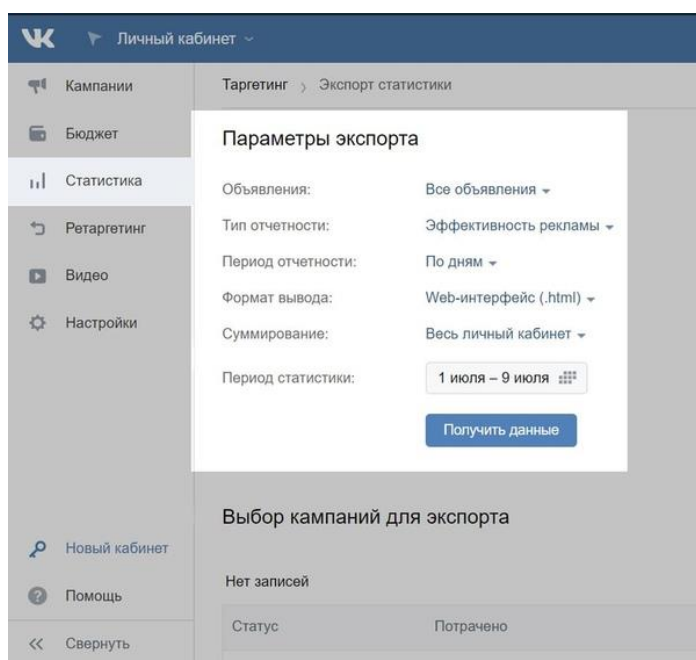 Личный кабинет
Кампании
Бюджет
Статистика
Ретаргетинг
Видео
Настройки
Новый кабинет
Помощь
Свернуть
Таргетинг > Экспорт статистики
Параметры экспорта
Объявления: Все объявления
Тип отчетности: Эффективность рекламы
Период отчетности: По дням
Формат вывода: Web-интерфейс (.html)
Суммирование: Весь личный кабинет
Период статистики: 1 июля – 9 июля
Получить данные
Выбор кампаний для экспорта
Нет записей
Статус Потрачено